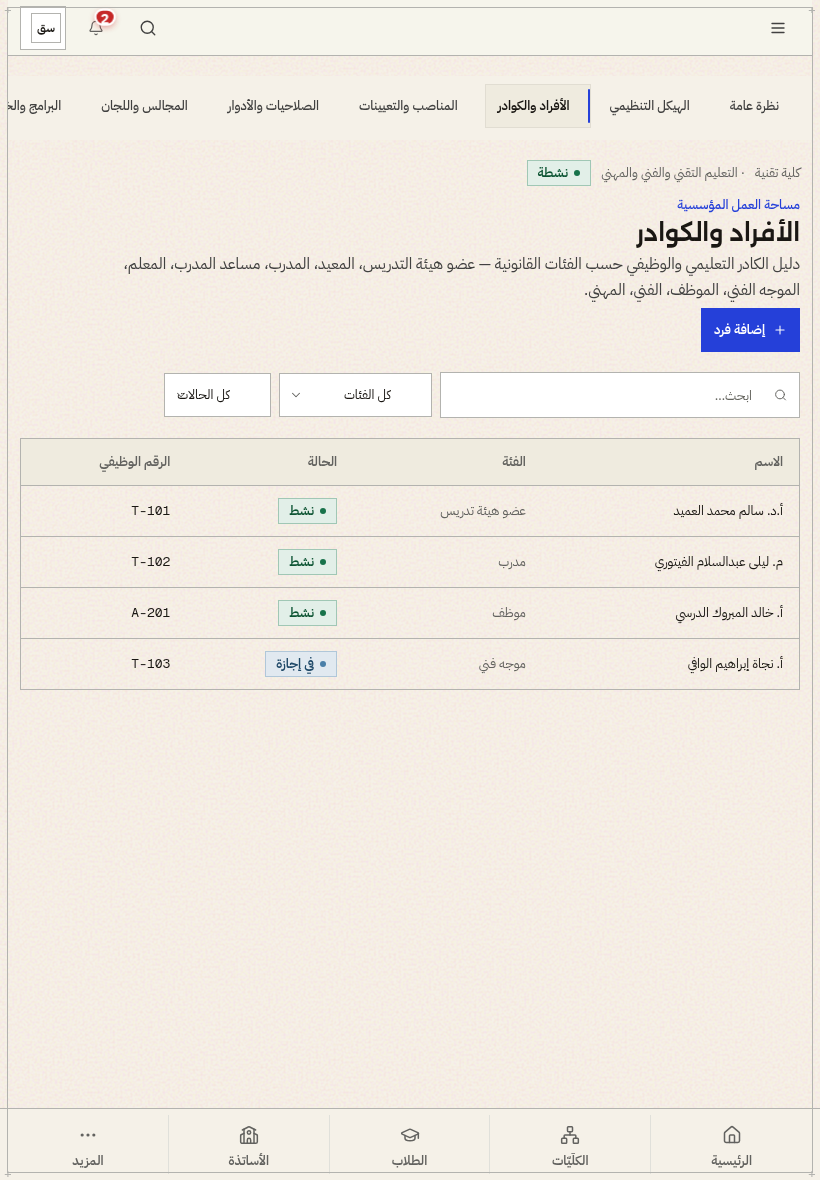 2
سق
نظرة عامة
الهيكل التنظيمي
الأفراد والكوادر
المناصب والتعيينات
الصلاحيات والأدوار
المجالس واللجان
البرامج
كلية تقنية · التعليم التقني والفني والمهني
نشطة
مساحة العمل المؤسسية
الأفراد والكوادر
دليل الكادر التعليمي والوظيفي حسب الفئات القانونية — عضو هيئة التدريس، المعيد، المدرب، مساعد المدرب، المعلم،
الموجه الفني، الموظف، الفني، المهني.
+ إضافة فرد
ابحث...
كل الفئات
كل الحالات
الاسم الفئة الحالة الرقم الوظيفي
أ.د. سالم محمد العميد عضو هيئة تدريس نشط T-101
م. ليلى عبدالسلام الفيتوري مدرب نشط T-102
أ. خالد المبروك الدرسي موظف نشط A-201
أ. نجاة إبراهيم الوافي موجه فني في إجازة T-103
الرئيسية
الكلّيّات
الطلاب
الأساتذة
المزيد